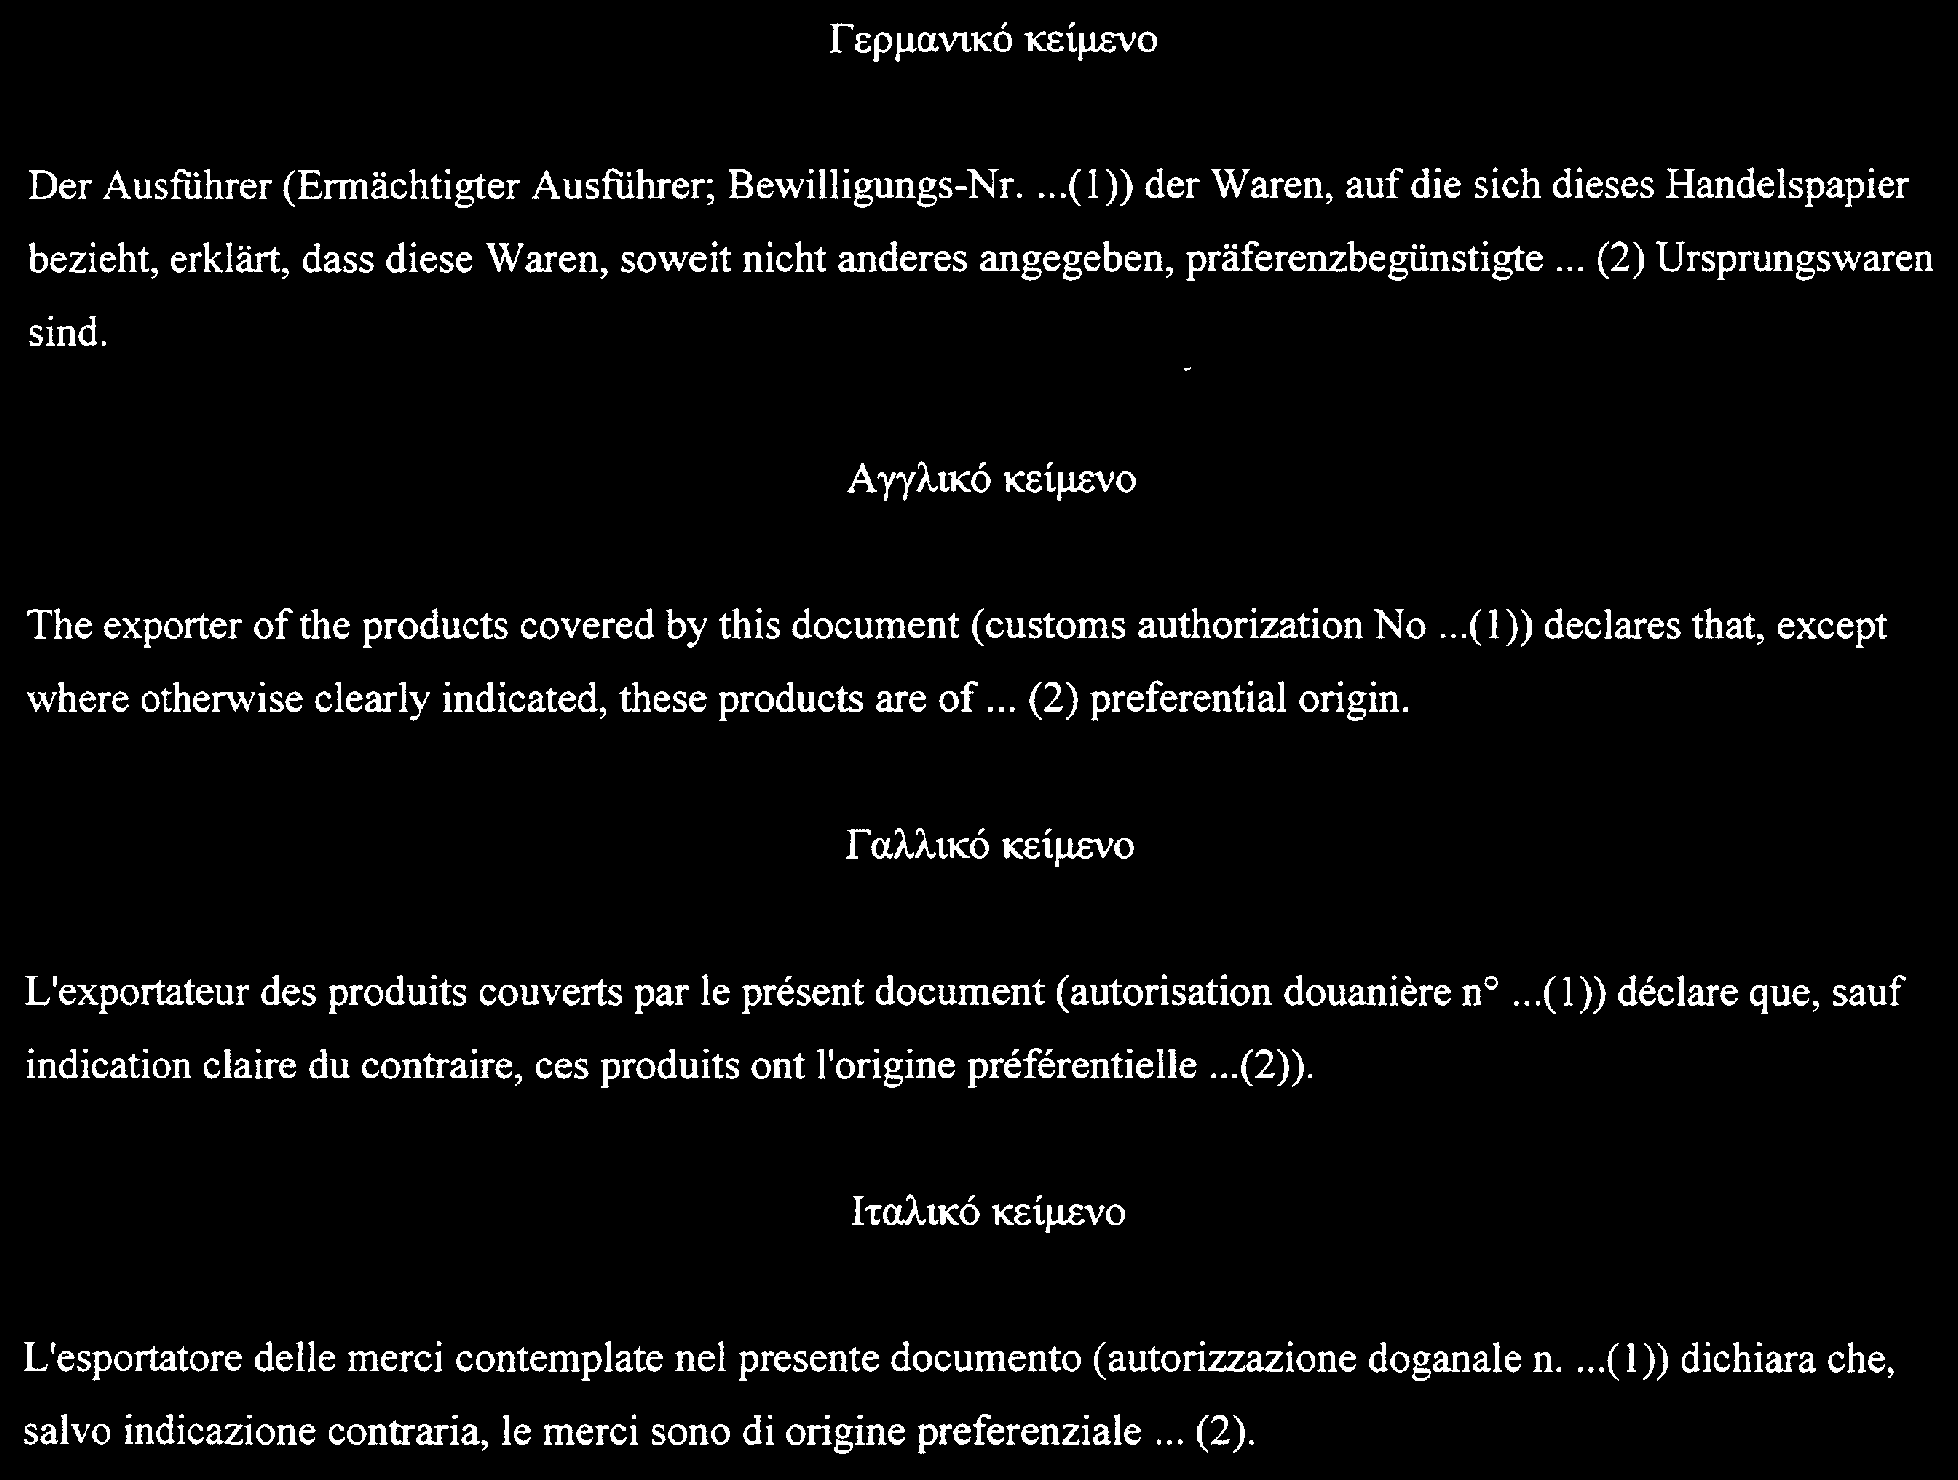 Γερμανικό κείμενο
Der Ausführer (Ermächtigter Ausführer; Bewilligungs-Nr. ...(1)) der Waren, auf die sich dieses Handelspapier
bezieht, erklärt, dass diese Waren, soweit nicht anderes angegeben, präferenzbegünstigte ... (2) Ursprungswaren
sind.
Αγγλικό κείμενο
The exporter of the products covered by this document (customs authorization No ...(1)) declares that, except
where otherwise clearly indicated, these products are of ... (2) preferential origin.
Γαλλικό κείμενο
L'exportateur des produits couverts par le présent document (autorisation douanière n° ...(1)) déclare que, sauf
indication claire du contraire, ces produits ont l'origine préférentielle ...(2)).
Ιταλικό κείμενο
L'esportatore delle merci contemplate nel presente documento (autorizzazione doganale n. ...(1)) dichiara che,
salvo indicazione contraria, le merci sono di origine preferenziale ... (2).